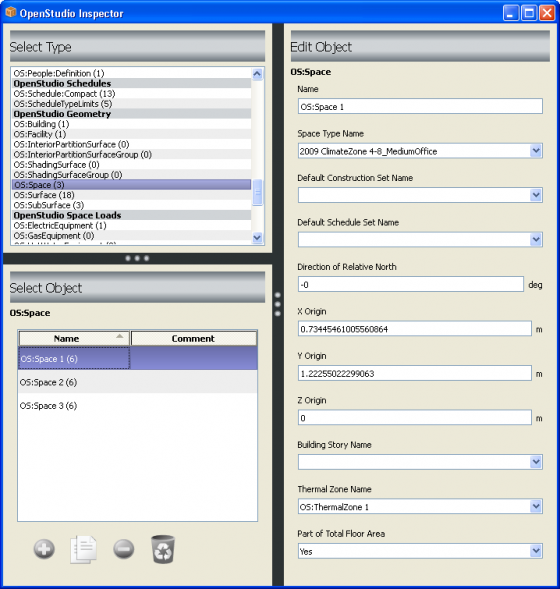 OpenStudio Inspector
Select Type
OS:People:Definition (1)
OpenStudio Schedules
OS:Schedule:Compact (13)
OS:ScheduleTypeLimits (5)
OpenStudio Geometry
OS:Building (1)
OS:Facility (1)
OS:InteriorPartitionSurface (0)
OS:InteriorPartitionSurfaceGroup (0)
OS:ShadingSurface (0)
OS:ShadingSurfaceGroup (0)
OS:Space (3)
OS:Surface (18)
OS:SubSurface (3)
OpenStudio Space Loads
OS:ElectricEquipment (1)
OS:GasEquipment (0)
Select Object
OS:Space
Name Comment
OS:Space 1 (6)
OS:Space 2 (6)
OS:Space 3 (6)
Edit Object
OS:Space
Name
OS:Space 1
Space Type Name
2009 ClimateZone 4-8_MediumOffice
Default Construction Set Name
Default Schedule Set Name
Direction of Relative North
-0 deg
X Origin
0.73445461005560864 m
Y Origin
1.22255022299063 m
Z Origin
0 m
Building Story Name
Thermal Zone Name
OS:ThermalZone 1
Part of Total Floor Area
Yes